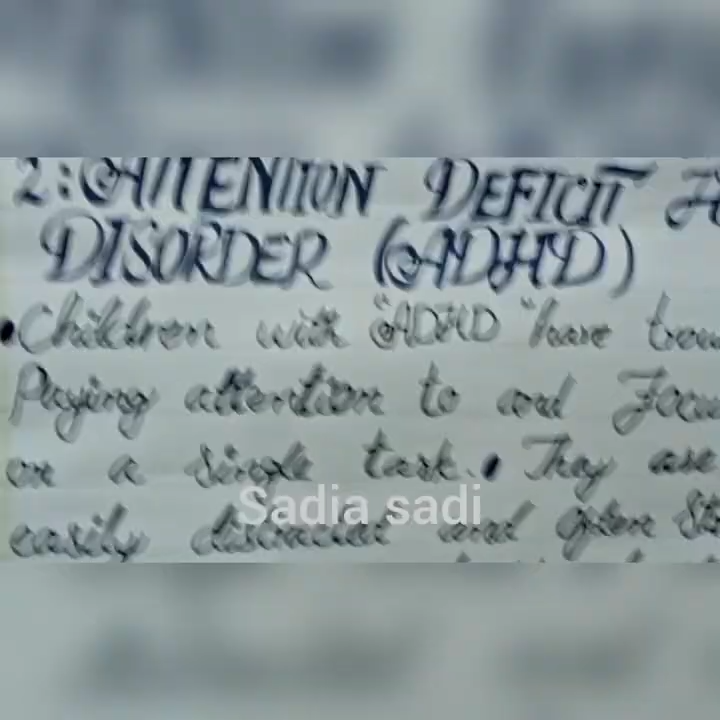 2: ATTENTION DEFICIT
DISORDER (ADHD)
• Children with "ADHD" have
Paying attention to and
on a single task. • They are
Sadia sadi
easily distracted and often